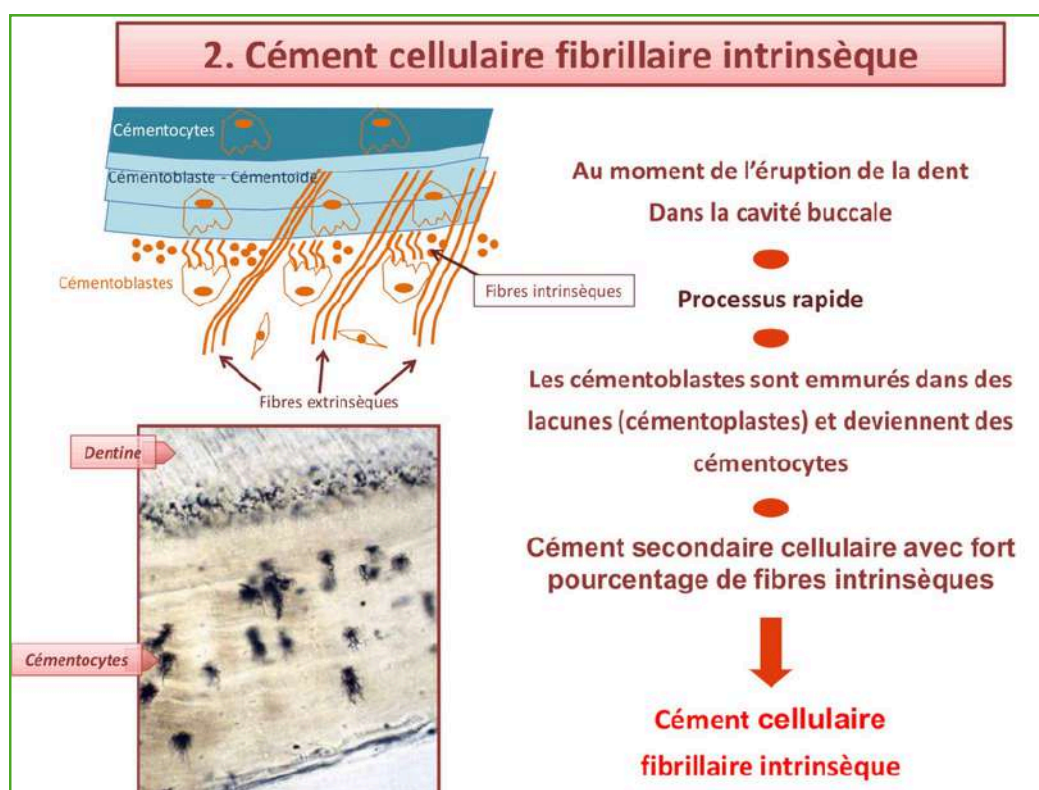 2. Cément cellulaire fibrillaire intrinsèque
Cémentocytes
Cémentoblaste - Cémentoïde
Cémentoblastes
Fibres intrinsèques
Fibres extrinsèques
Dentine
Cémentocytes
Au moment de l'éruption de la dent
Dans la cavité buccale
Processus rapide
Les cémentoblastes sont emmurés dans des
lacunes (cémentoplastes) et deviennent des
cémentocytes
Cément secondaire cellulaire avec fort
pourcentage de fibres intrinsèques
Cément cellulaire
fibrillaire intrinsèque